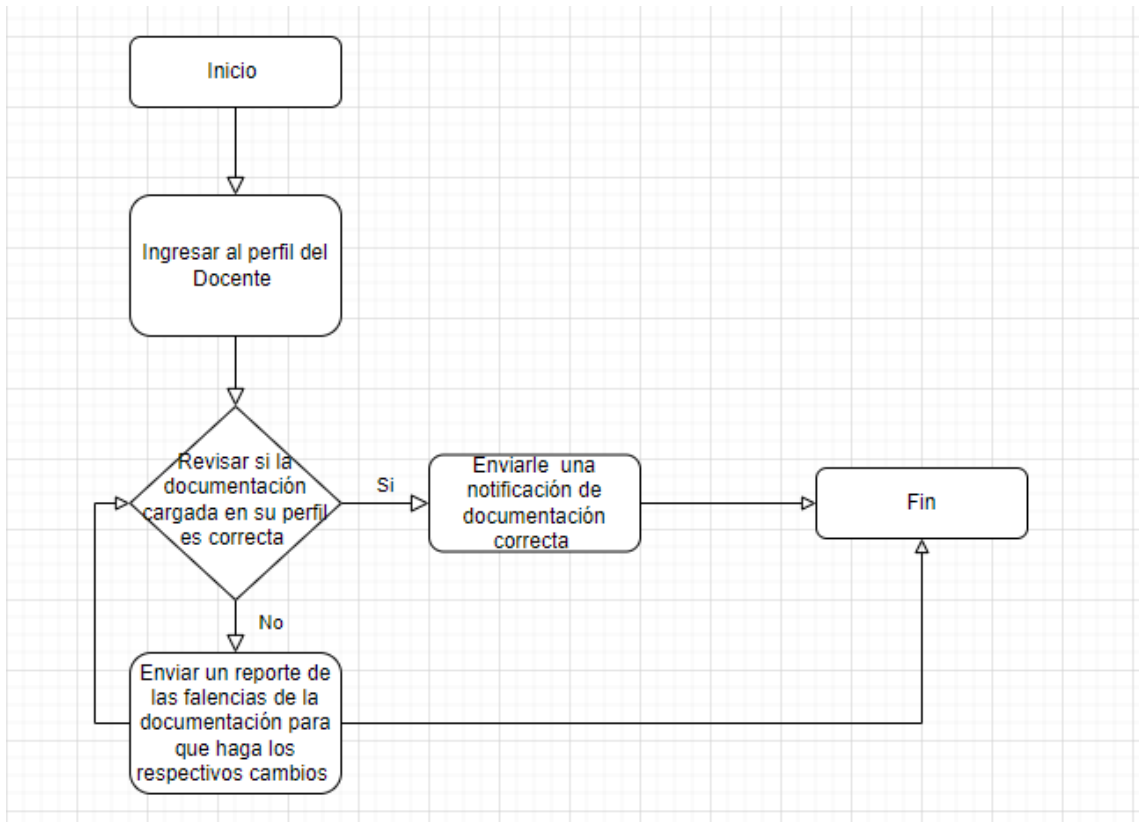 Inicio
Ingresar al perfil del
Docente
Revisar si la
documentación
cargada en su perfil
es correcta
Si
Enviarle una
notificación de
documentación
correcta
Fin
No
Enviar un reporte de
las falencias de la
documentación para
que haga los
respectivos cambios